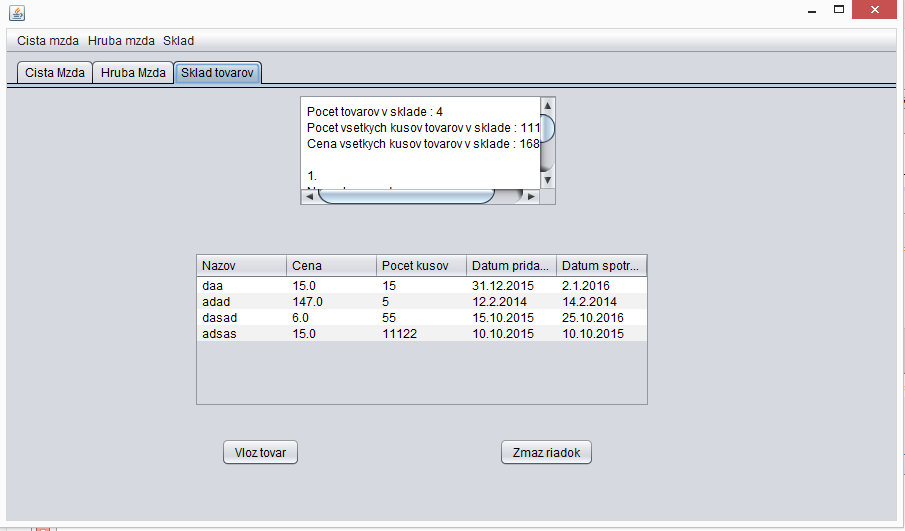 Cista mzda Hruba mzda Sklad
Cista Mzda Hruba Mzda Sklad tovarov
Pocet tovarov v sklade : 4
Pocet vsetkych kusov tovarov v sklade : 111
Cena vsetkych kusov tovarov v sklade : 168
1.
Nazov Cena Pocet kusov Datum prida... Datum spotr...
daa 15.0 15 31.12.2015 2.1.2016
adad 147.0 5 12.2.2014 14.2.2014
dasad 6.0 55 15.10.2015 25.10.2016
adsas 15.0 11122 10.10.2015 10.10.2015
Vloz tovar Zmaz riadok